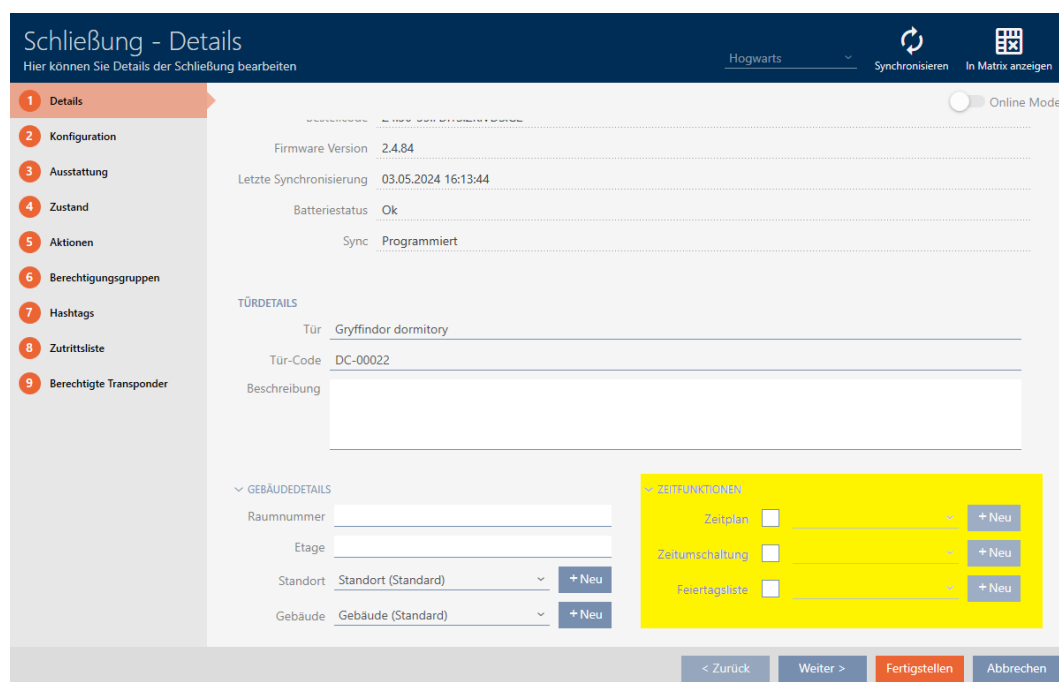 Schließung - Details
Hier können Sie Details der Schließung bearbeiten
Hogwarts
Synchronisieren
In Matrix anzeigen
1 Details
2 Konfiguration
3 Ausstattung
4 Zustand
5 Aktionen
6 Berechtigungsgruppen
7 Hashtags
8 Zutrittsliste
9 Berechtigte Transponder
Online Mode
Firmware Version 2.4.84
Letzte Synchronisierung 03.05.2024 16:13:44
Batteriestatus Ok
Sync Programmiert
TÜRDETAILS
Tür Gryffindor dormitory
Tür-Code DC-00022
Beschreibung
GEBÄUDEDETAILS
Raumnummer
Etage
Standort Standort (Standard) + Neu
Gebäude Gebäude (Standard) + Neu
ZEITFUNKTIONEN
Zeitplan + Neu
Zeitumschaltung + Neu
Feiertagsliste + Neu
< Zurück
Weiter >
Fertigstellen
Abbrechen